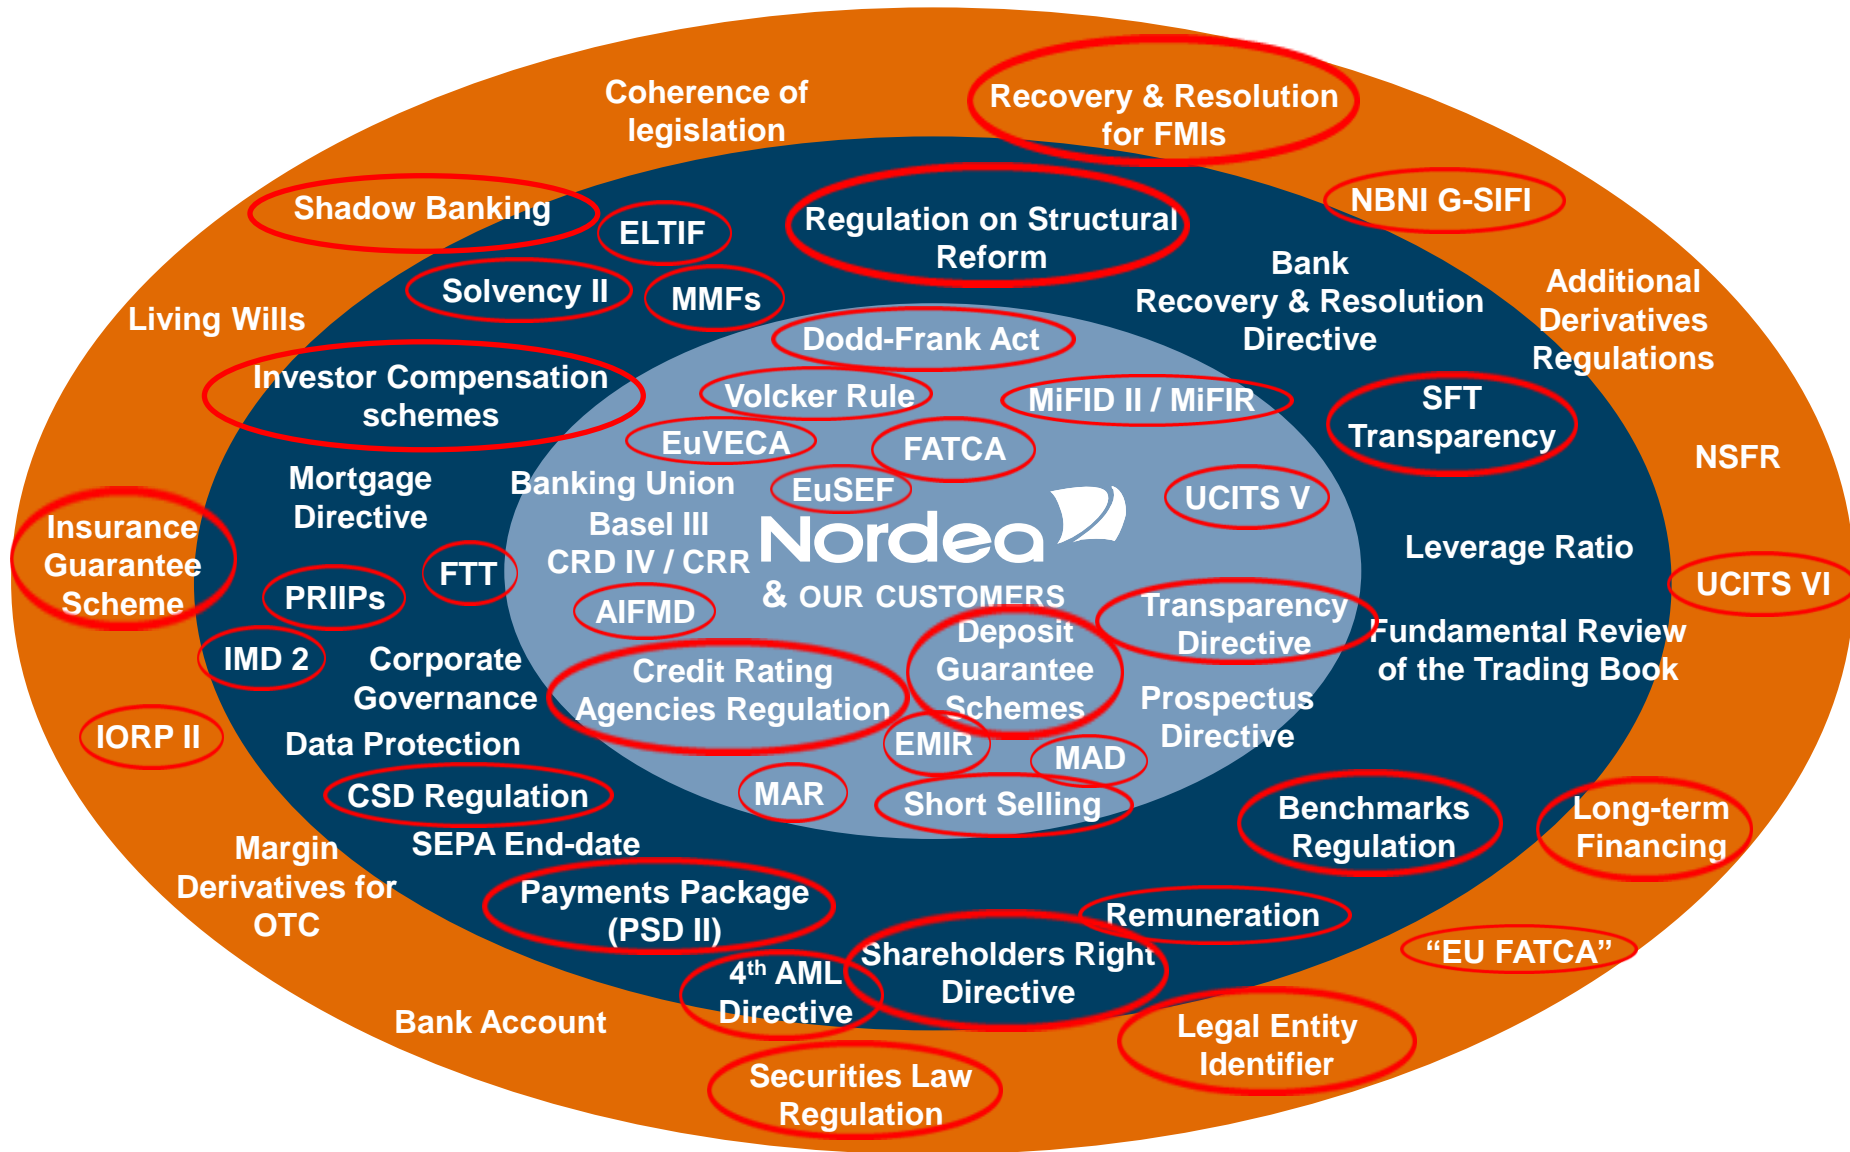 Coherence of
legislation
Recovery & Resolution
for FMIs
Shadow Banking
ELTIF
Regulation on Structural
Reform
NBNI G-SIFI
Solvency II
MMFs
Bank
Recovery & Resolution
Directive
Additional
Derivatives
Regulations
Living Wills
Dodd-Frank Act
Investor Compensation
schemes
Volcker Rule
MiFID II / MiFIR
SFT
Transparency
EuVECA
FATCA
NSFR
Mortgage
Directive
Banking Union
EuSEF
UCITS V
Insurance
Guarantee
Scheme
Basel III
CRD IV / CRR
Nordea
& OUR CUSTOMERS
Leverage Ratio
FTT
PRIIPs
AIFMD
UCITS VI
Transparency
Directive
Deposit
Guarantee
Schemes
Fundamental Review
of the Trading Book
IMD 2
Corporate
Governance
Credit Rating
Agencies Regulation
Prospectus
Directive
IORP II
Data Protection
EMIR
MAD
CSD Regulation
MAR
Short Selling
Benchmarks
Regulation
Long-term
Financing
SEPA End-date
Margin
Derivatives for
OTC
Payments Package
(PSD II)
Remuneration
Shareholders Right
Directive
"EU FATCA"
4th AML
Directive
Bank Account
Legal Entity
Identifier
Securities Law
Regulation